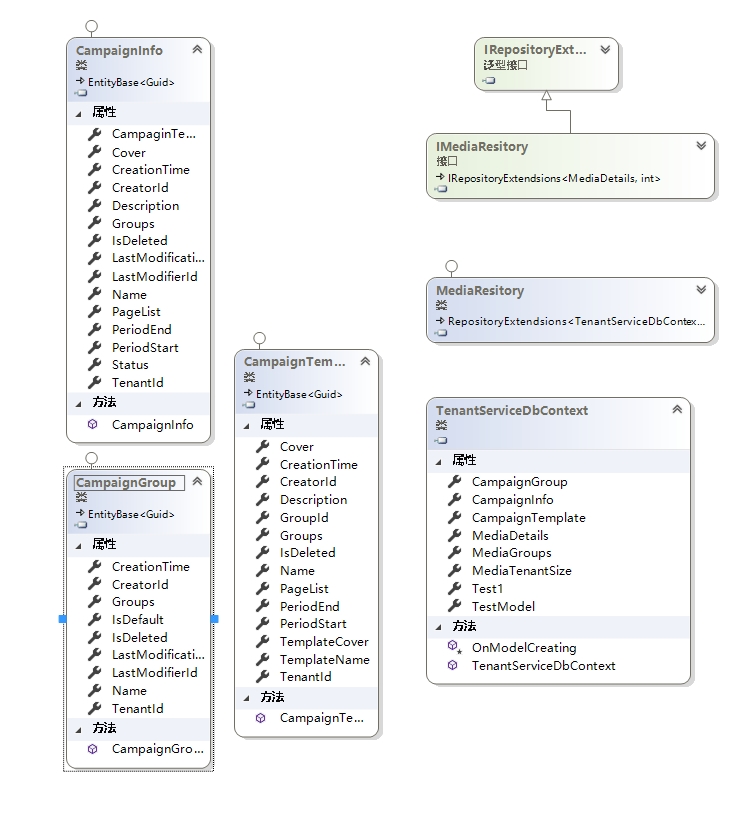 CampaignInfo
类
EntityBase<Guid>
属性
CampaginTe...
Cover
CreationTime
CreatorId
Description
Groups
IsDeleted
LastModificati...
LastModifierId
Name
PageList
PeriodEnd
PeriodStart
Status
TenantId
方法
CampaignInfo
CampaignGroup
类
EntityBase<Guid>
属性
CreationTime
CreatorId
Groups
IsDefault
IsDeleted
LastModificati...
LastModifierId
Name
TenantId
方法
CampaignGro...
CampaignTem...
类
EntityBase<Guid>
属性
Cover
CreationTime
CreatorId
Description
GroupId
Groups
IsDeleted
Name
PageList
PeriodEnd
PeriodStart
TemplateCover
TemplateName
TenantId
方法
CampaignTe...
IRepositoryExt...
泛型接口
IMediaResitory
接口
IRepositoryExtendsions<MediaDetails, int>
MediaResitory
类
RepositoryExtendsions<TenantServiceDbContex...
TenantServiceDbContext
类
属性
CampaignGroup
CampaignInfo
CampaignTemplate
MediaDetails
MediaGroups
MediaTenantSize
Test1
TestModel
方法
OnModelCreating
TenantServiceDbContext